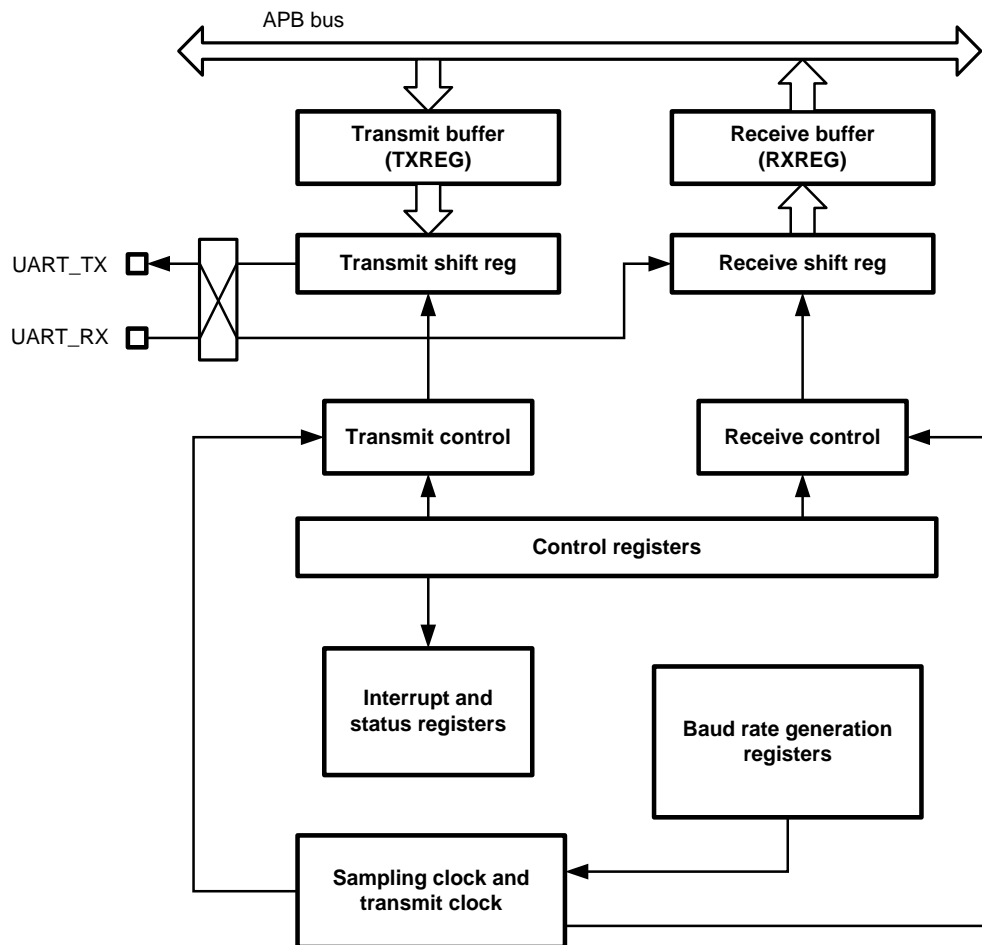 APB bus
Transmit buffer
(TXREG)
Receive buffer
(RXREG)
UART_TX
Transmit shift reg
Receive shift reg
UART_RX
Transmit control
Receive control
Control registers
Interrupt and
status registers
Baud rate generation
registers
Sampling clock and
transmit clock